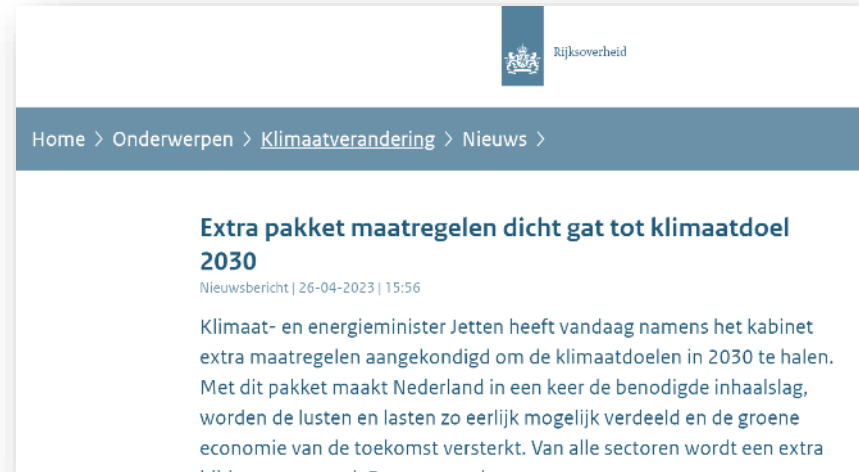 Rijksoverheid
Home > Onderwerpen > Klimaatverandering > Nieuws >
Extra pakket maatregelen dicht gat tot klimaatdoel
2030
Nieuwsbericht | 26-04-2023 | 15:56
Klimaat- en energieminister Jetten heeft vandaag namens het kabinet
extra maatregelen aangekondigd om de klimaatdoelen in 2030 te halen.
Met dit pakket maakt Nederland in een keer de benodigde inhaalslag,
worden de lusten en lasten zo eerlijk mogelijk verdeeld en de groene
economie van de toekomst versterkt. Van alle sectoren wordt een extra